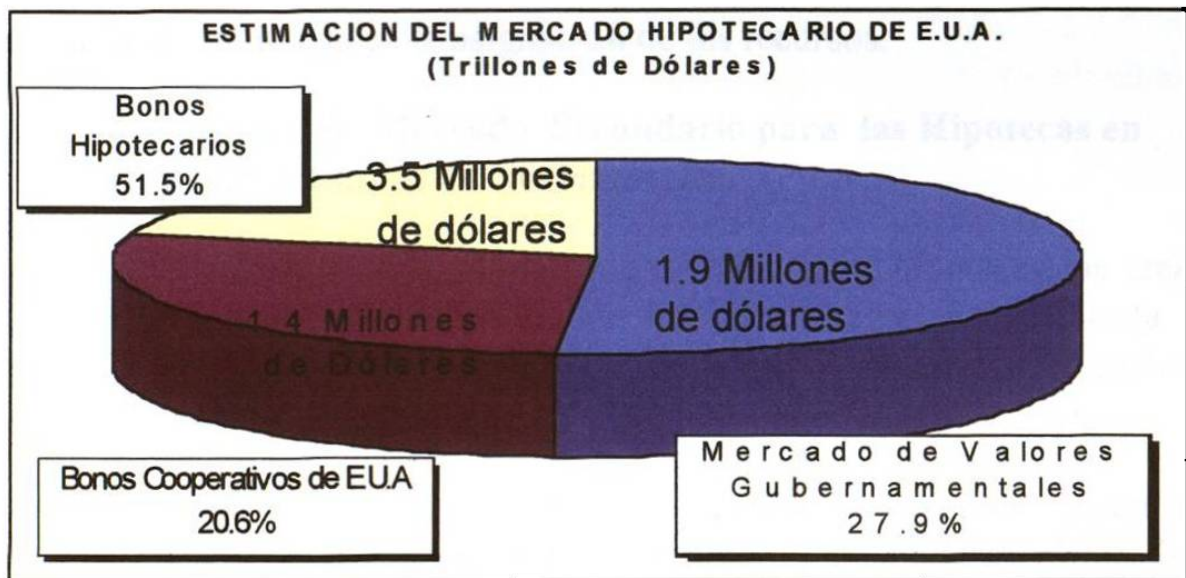 ESTIMACION DEL MERCADO HIPOTECARIO DE E.U.A.
(Trillones de Dólares)
Bonos
Hipotecarios
51.5%
3.5 Millones
de dólares
1.9 Millones
de dólares
1.4 Millones
de Dólares
Bonos Cooperativos de EU.A
20.6%
Mercado de Valores
Gubernamentales
27.9%